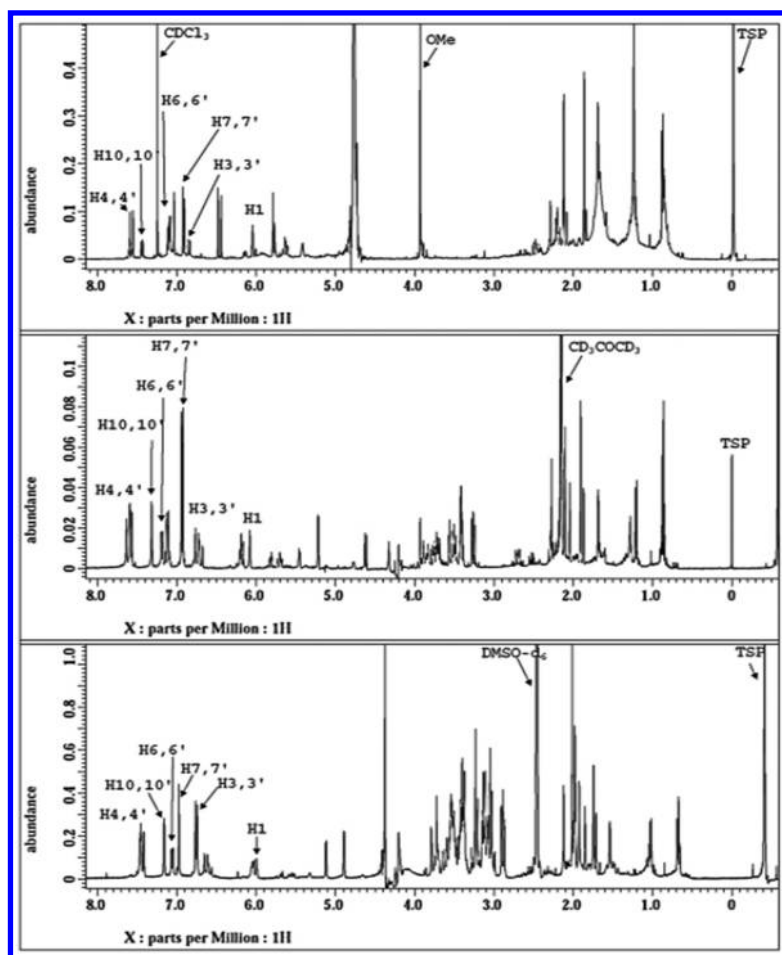 CDCl₃
OMe
TSP
H6,6'
H7,7'
H10,10'
H3,3'
H4,4'
H1
abundance
0.4
0.3
0.2
0.1
0
8.0 7.0 6.0 5.0 4.0 3.0 2.0 1.0 0
X : parts per Million : 1H
H7,7'
CD₃COCD₃
H6,6'
H10,10'
TSP
H4,4'
H3,3'
H1
abundance
0.1
0.08
0.06
0.04
0.02
0
8.0 7.0 6.0 5.0 4.0 3.0 2.0 1.0 0
X : parts per Million : 1H
DMSO-d₆
TSP
H6,6'
H7,7'
H10,10'
H3,3'
H4,4'
H1
abundance
1.0
0.8
0.6
0.4
0.2
0
8.0 7.0 6.0 5.0 4.0 3.0 2.0 1.0 0
X : parts per Million : 1H